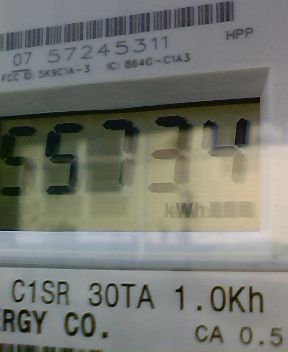 07 57245311
HPP
FCC ID: SK9C1A-3 IC: 864G-C1A3
55734
kWh
C1SR 30TA 1.0Kh
RGY CO.
CA 0.5